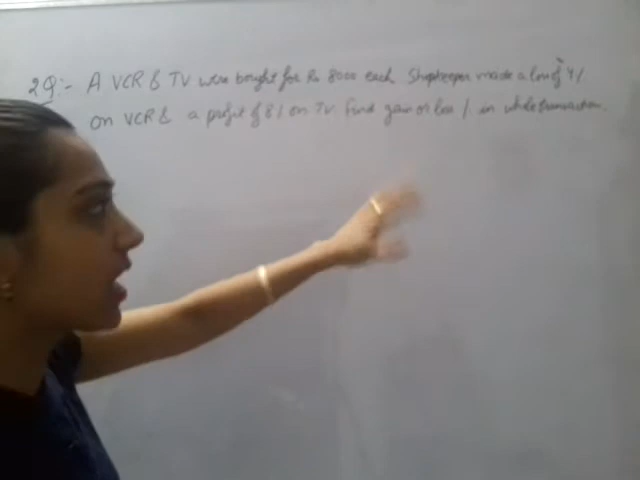 2Q:- A VCR & TV were bought for Rs 8000 each Shopkeeper made a loss of 4%
on VCR & a profit of 8% on TV. Find gain or loss % in whole transaction.